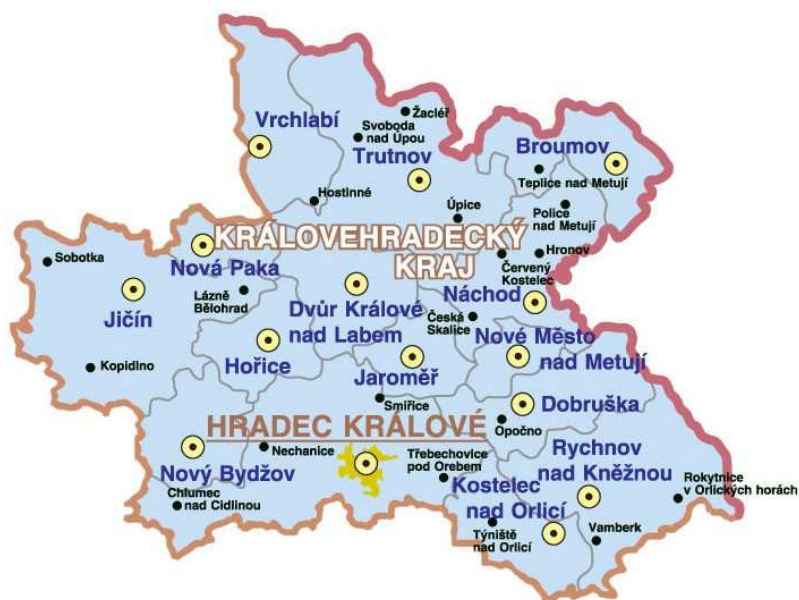 Žacléř
Vrchlabí
Svoboda
nad Úpou
Trutnov
Broumov
Teplice nad Metují
Hostinné
Úpice
Police
nad Metují
KRÁLOVEHRADECKÝ
KRAJ
Hronov
Červený
Kostelec
Sobotka
Nová Paka
Lázně
Bělohrad
Jičín
Dvůr Králové
nad Labem
Náchod
Česká
Skalice
Nové Město
nad Metují
Hořice
Kopidlno
Jaroměř
Smiřice
Dobruška
Opočno
HRADEC KRÁLOVÉ
Nechanice
Nový Bydžov
Třebechovice
pod Orebem
Rychnov
nad Kněžnou
Chlumec
nad Cidlinou
Kostelec
nad Orlicí
Rokytnice
v Orlických horách
Týniště
nad Orlicí
Vamberk